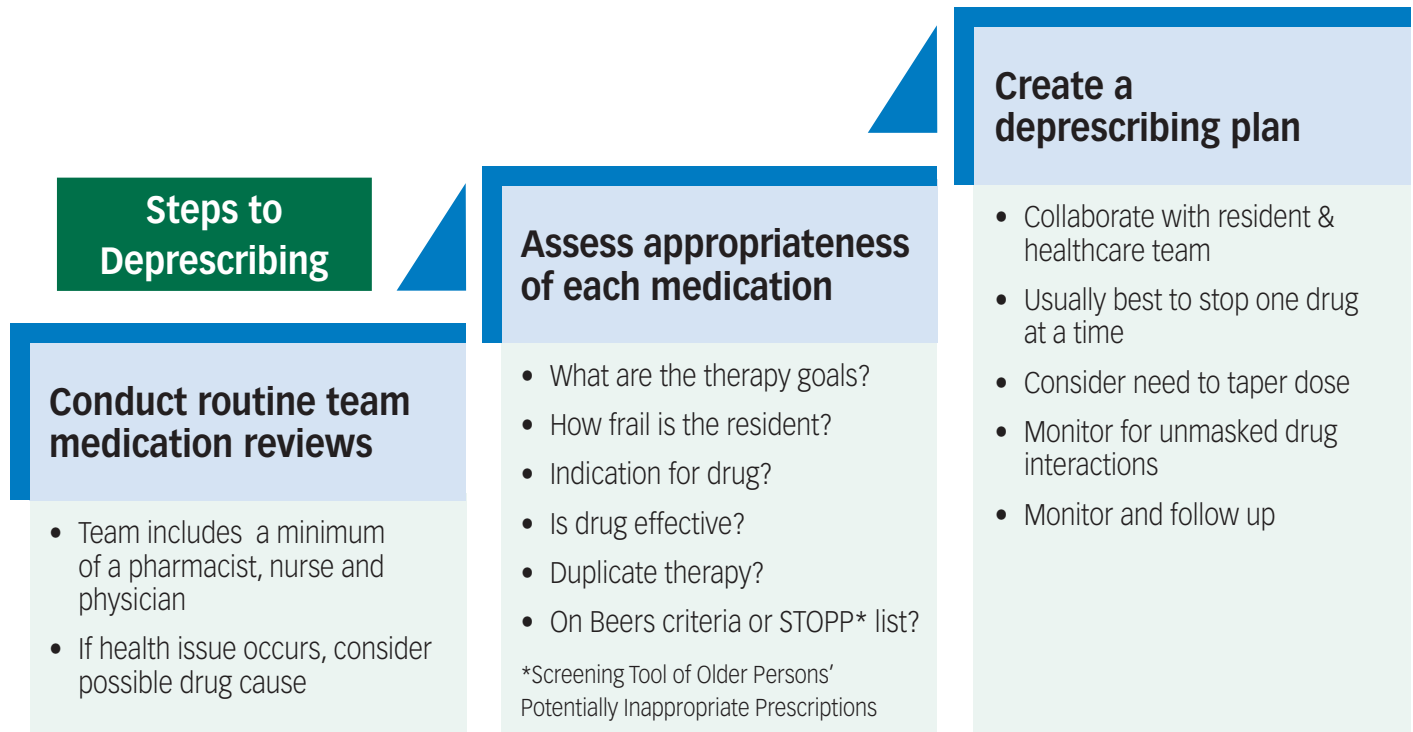 Steps to
Deprescribing
Conduct routine team
medication reviews
• Team includes a minimum
of a pharmacist, nurse and
physician
• If health issue occurs, consider
possible drug cause
Assess appropriateness
of each medication
• What are the therapy goals?
• How frail is the resident?
• Indication for drug?
• Is drug effective?
• Duplicate therapy?
• On Beers criteria or STOPP* list?
*Screening Tool of Older Persons’
Potentially Inappropriate Prescriptions
Create a
deprescribing plan
• Collaborate with resident &
healthcare team
• Usually best to stop one drug
at a time
• Consider need to taper dose
• Monitor for unmasked drug
interactions
• Monitor and follow up